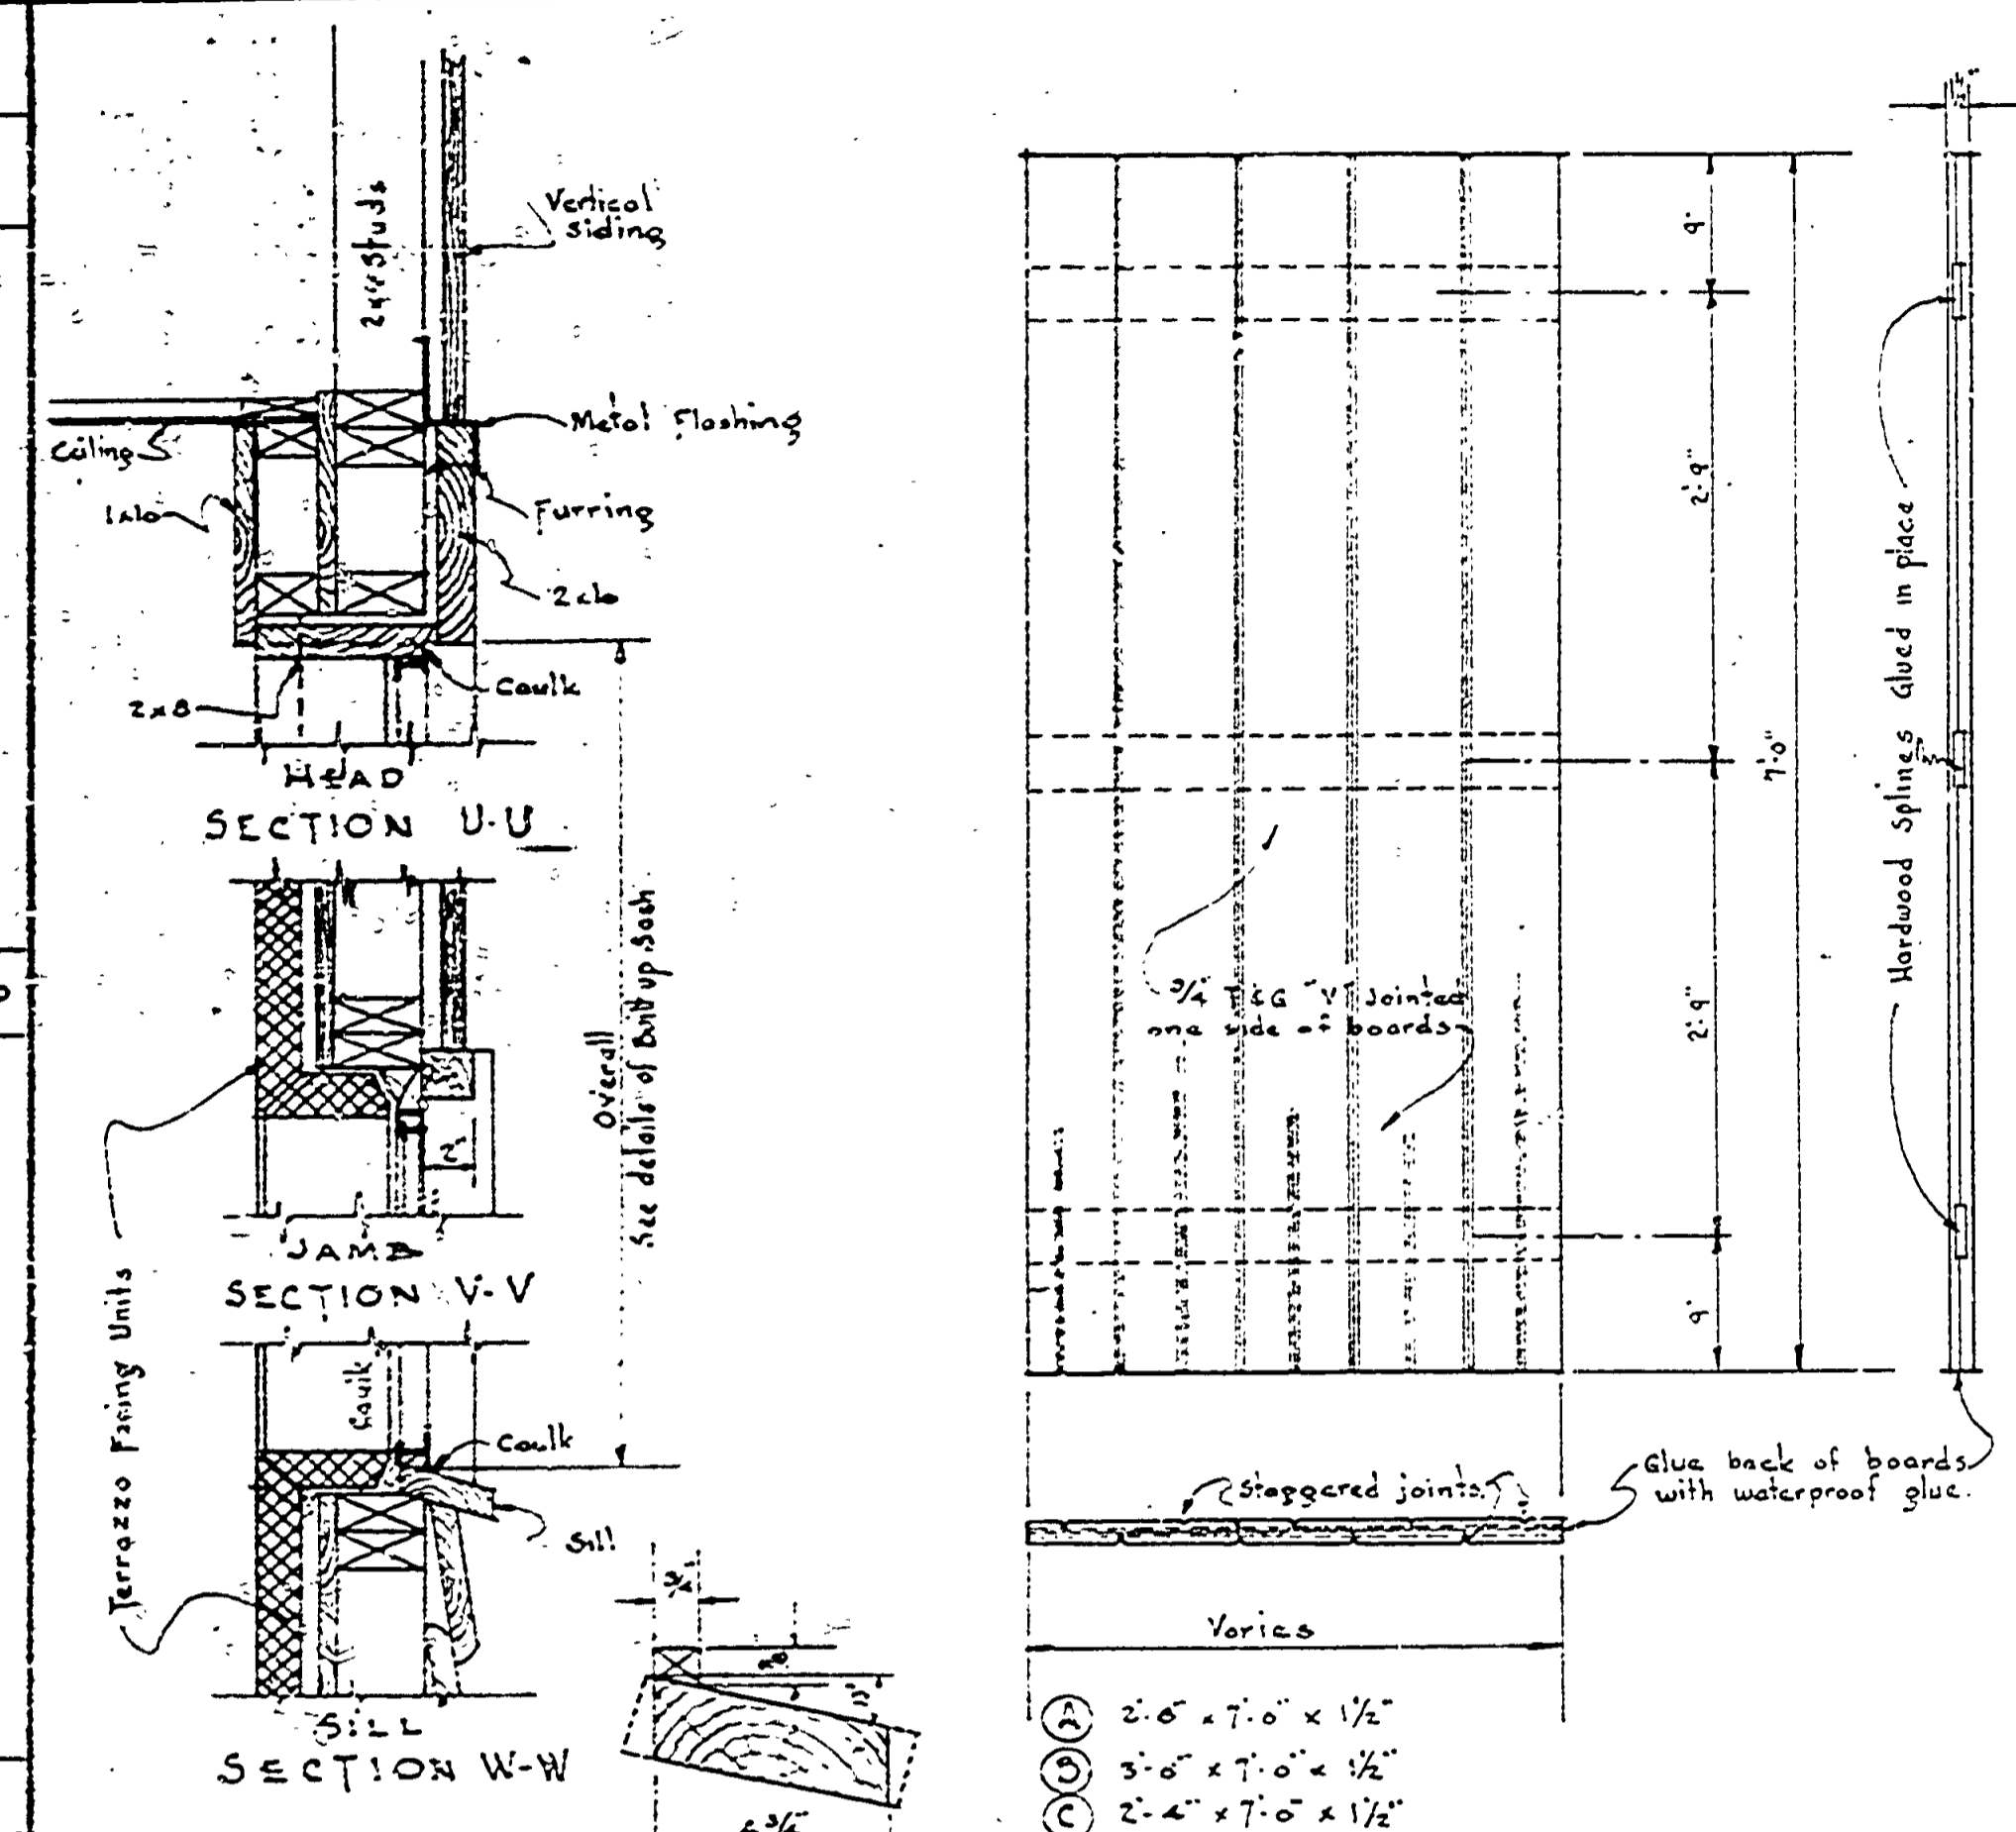 2x4 Studs
Vertical
Siding
Metal Flashing
Ceiling
1x10
Furring
2x10
Caulk
2x8
HEAD
SECTION U-U
Overall
See details of Built up Sash
2"
JAMB
SECTION V-V
Terrazzo Facing Units
Caulk
Caulk
Sill
SILL
SECTION W-W
9"
2'-9"
7'-0"
2'-9"
9"
3/4" T & G "V" Jointed
one side of boards
Hardwood Splines Glued in place
Staggered joints
Glue back of boards
with waterproof glue.
Varies
A 2'-0" x 7'-0" x 1 1/2"
B 3'-0" x 7'-0" x 1 1/2"
C 2'-4" x 7'-0" x 1 1/2"